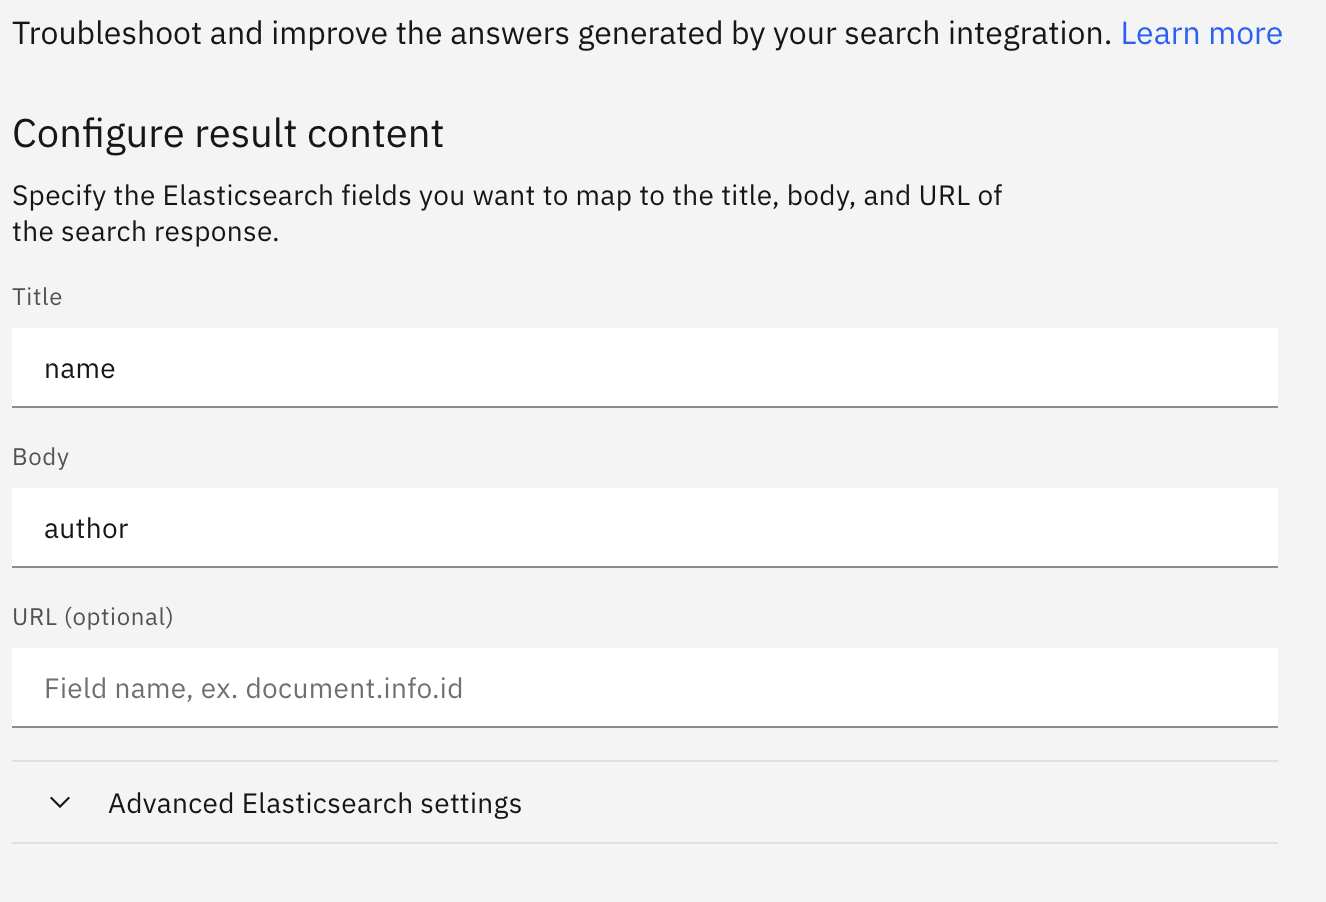 Troubleshoot and improve the answers generated by your search integration. Learn more
Configure result content
Specify the Elasticsearch fields you want to map to the title, body, and URL of
the search response.
Title
name
Body
author
URL (optional)
Field name, ex. document.info.id
Advanced Elasticsearch settings